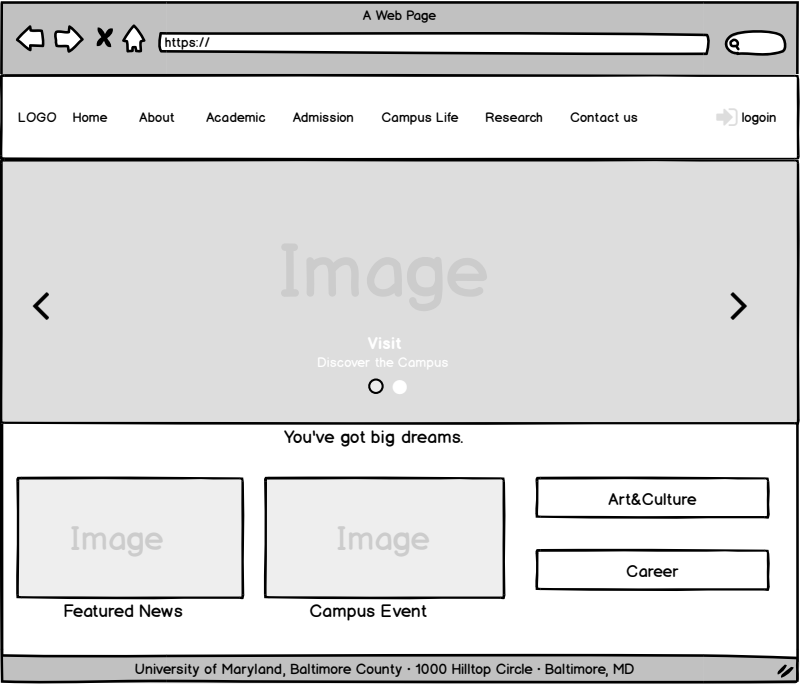 A Web Page
https://
LOGO Home About Academic Admission Campus Life Research Contact us logoin
Image
Visit
Discover the Campus
You've got big dreams.
Image Image Art&Culture
Career
Featured News Campus Event
University of Maryland, Baltimore County · 1000 Hilltop Circle · Baltimore, MD